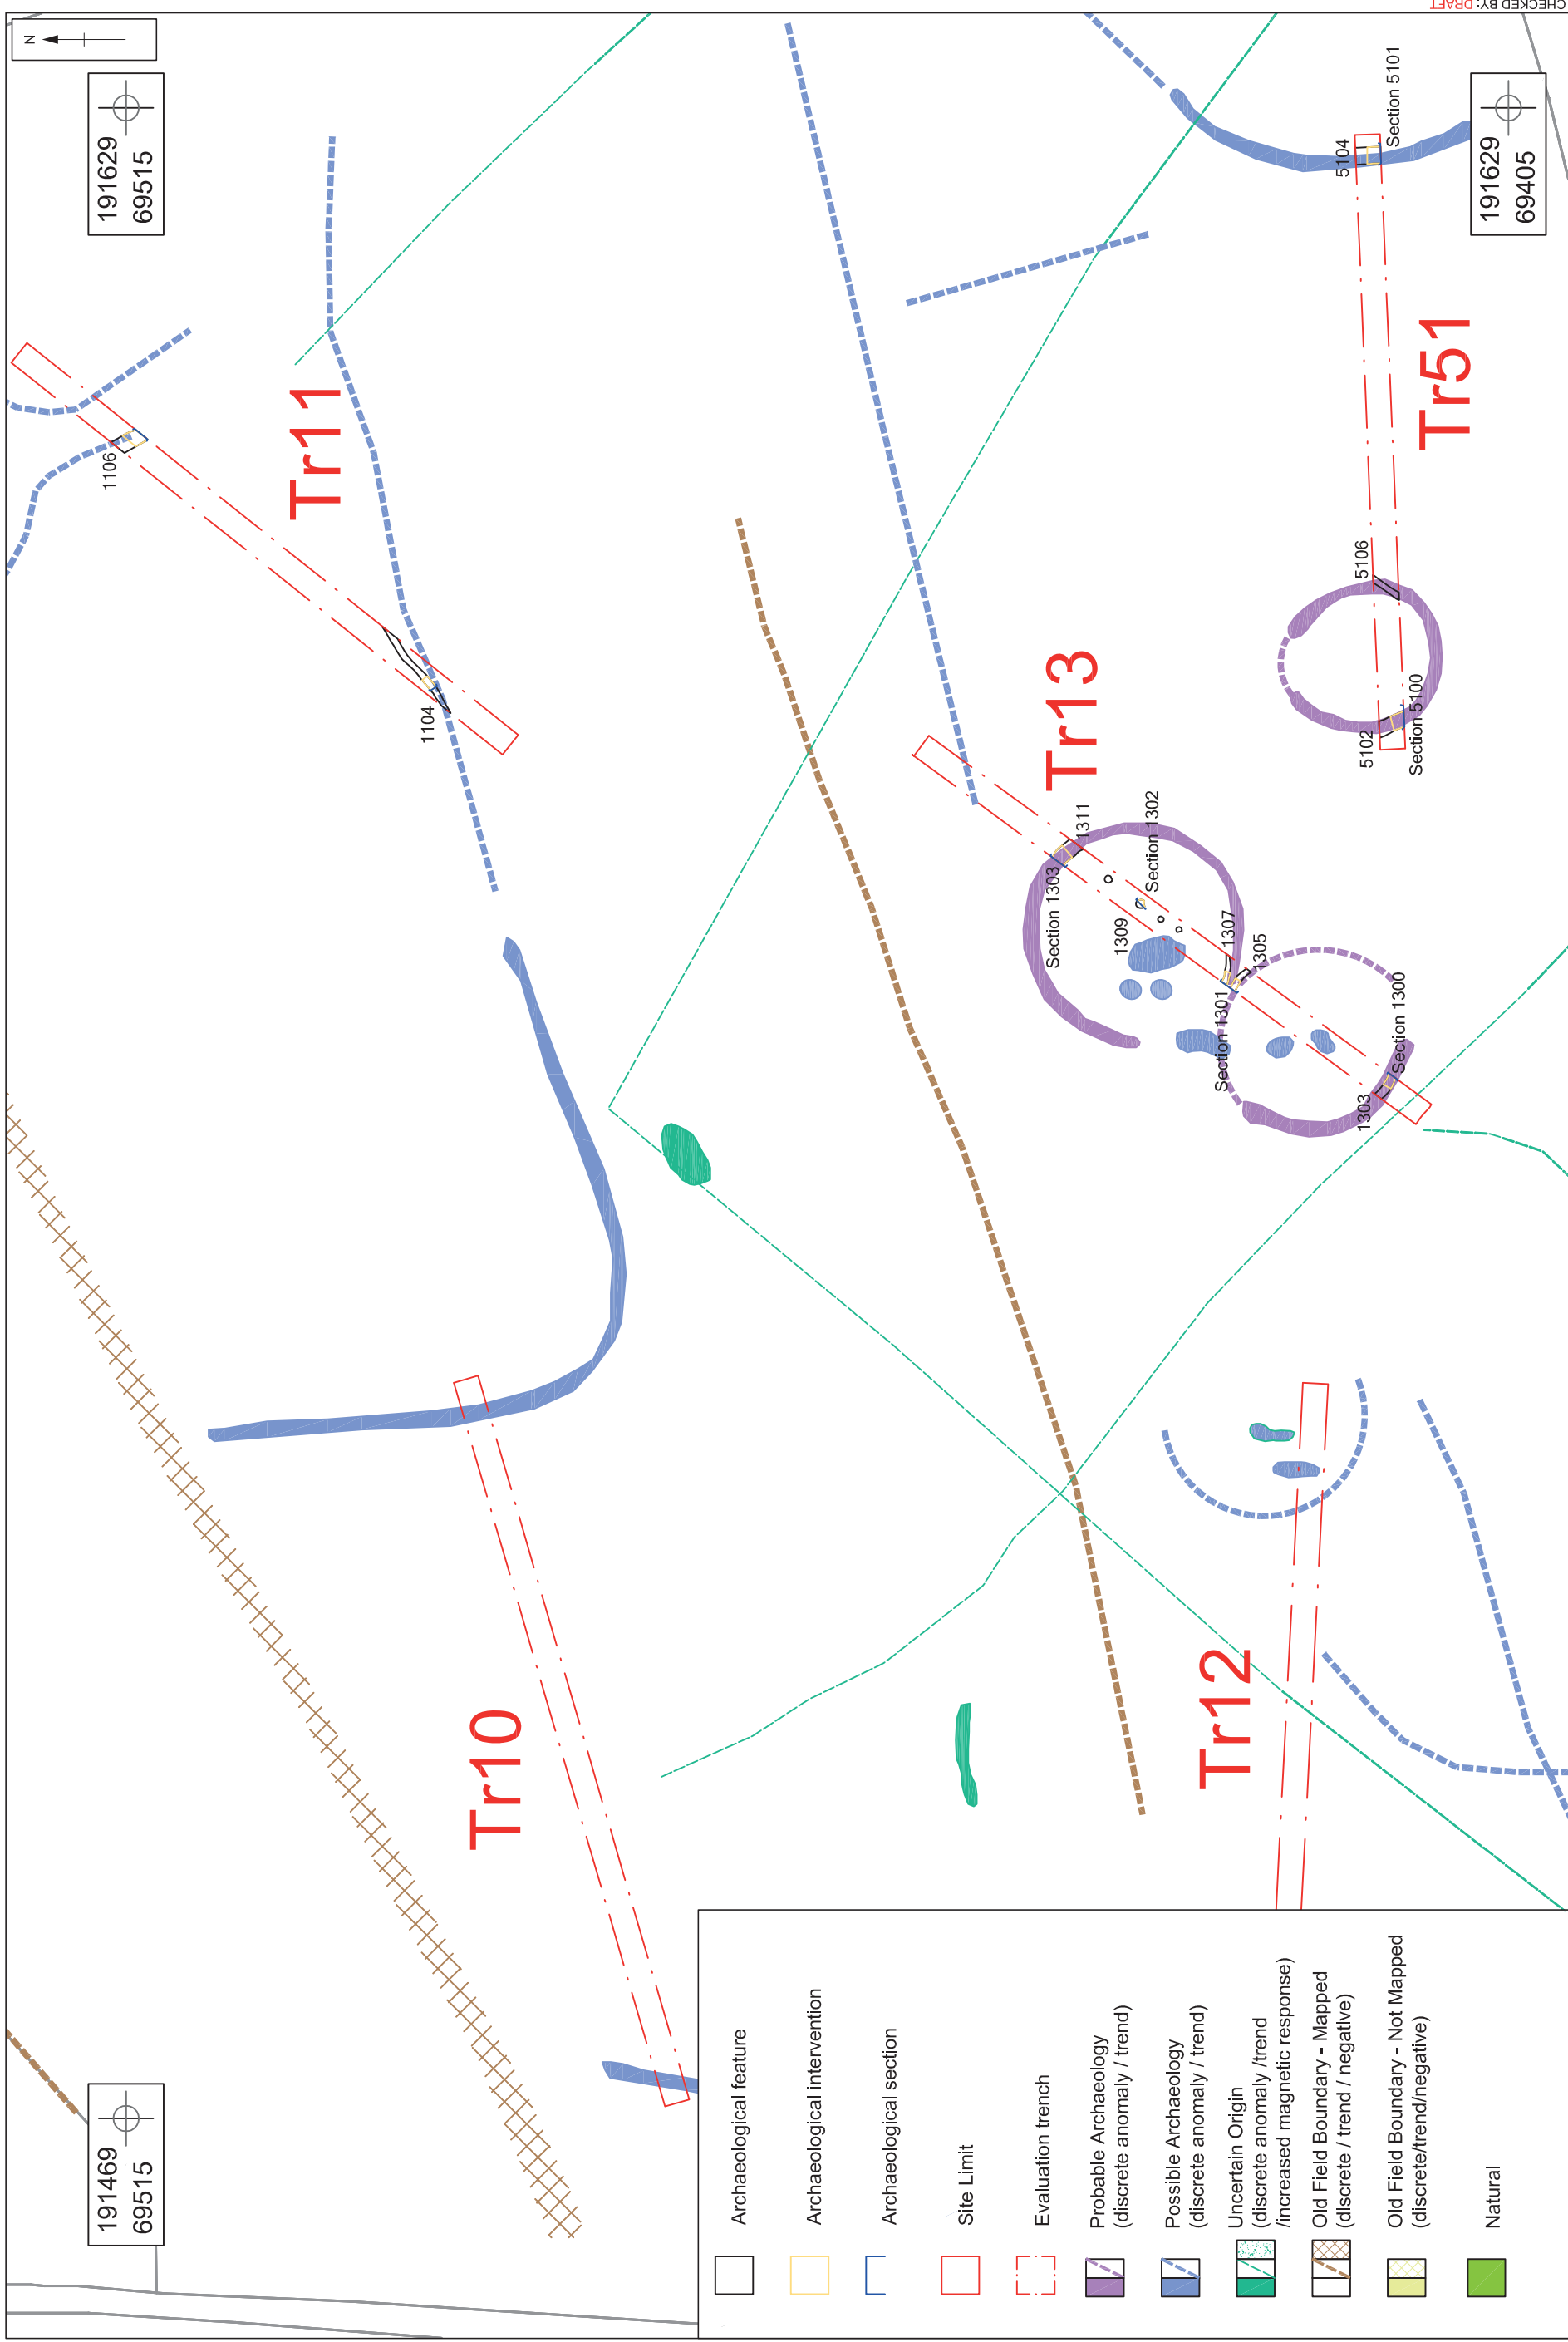 CHECKED BY: DRAFT
N
191469
69515
191629
69515
191629
69405
Tr10
Tr11
1106
1104
Tr13
Section 1303
1311
Section 1302
1309
1307
1305
Section 1301
Section 1300
1303
Tr12
Tr51
5104
Section 5101
5106
5102
Section 5100
Archaeological feature
Archaeological intervention
Archaeological section
Site Limit
Evaluation trench
Probable Archaeology
(discrete anomaly / trend)
Possible Archaeology
(discrete anomaly / trend)
Uncertain Origin
(discrete anomaly /trend
/increased magnetic response)
Old Field Boundary - Mapped
(discrete / trend / negative)
Old Field Boundary - Not Mapped
(discrete/trend/negative)
Natural